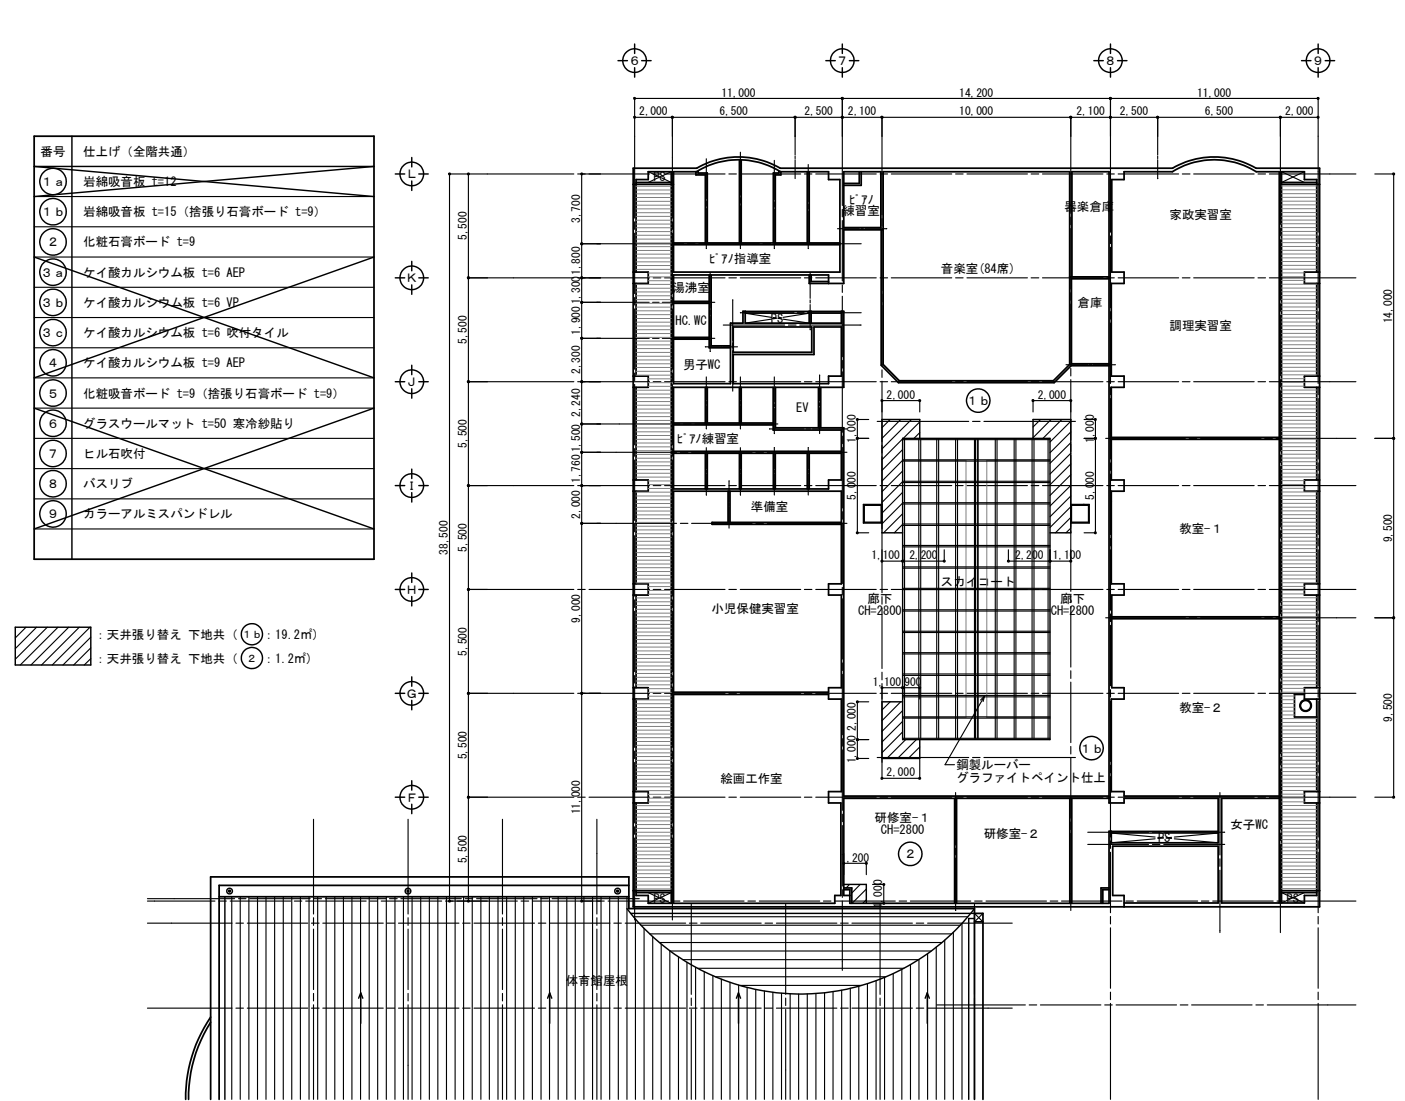 6
7
8
9
11,000
14,200
11,000
2,000
6,500
2,500
2,100
10,000
2,100
2,500
6,500
2,000
番号 仕上げ（全階共通）
1a 岩綿吸音板 t=12
1b 岩綿吸音板 t=15（捨張り石膏ボード t=9）
2 化粧石膏ボード t=9
3a ケイ酸カルシウム板 t=6 AEP
3b ケイ酸カルシウム板 t=6 VP
3c ケイ酸カルシウム板 t=6 吹付タイル
4 ケイ酸カルシウム板 t=9 AEP
5 化粧吸音ボード t=9（捨張り石膏ボード t=9）
6 グラスウールマット t=50 寒冷紗貼り
7 ヒル石吹付
8 バスリブ
9 カラーアルミスパンドレル
：天井張り替え 下地共（1b：19.2㎡）
：天井張り替え 下地共（2：1.2㎡）
L
K
J
I
H
G
F
38,500
5,500
5,500
5,500
5,500
5,500
5,500
5,500
3,700
1,800
1,300
1,900
2,300
2,240
1,500
1,760
2,000
9,000
11,000
ﾋﾟｱﾉ指導室
湯沸室
HC.WC
PS
男子WC
EV
ﾋﾟｱﾉ練習室
準備室
小児保健実習室
絵画工作室
ﾋﾟｱﾉ
練習室
音楽室(84席)
器楽倉庫
倉庫
家政実習室
調理実習室
教室-1
教室-2
1b
2,000
2,000
1,000
5,000
1,000
5,000
1,100
2,200
2,200
1,100
スカイコート
廊下
CH=2800
廊下
CH=2800
1,100
900
2,000
1,000
2,000
1b
鋼製ルーバー
グラファイトペイント仕上
研修室-1
CH=2800
2
研修室-2
PS
女子WC
14,000
9,500
9,500
体育館屋根